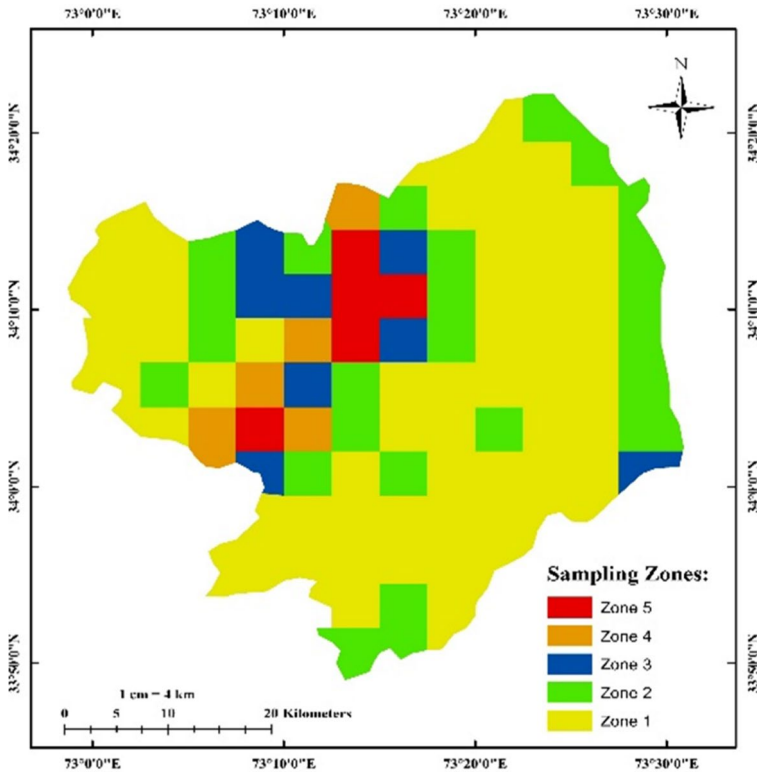 73°0'0"E 73°10'0"E 73°20'0"E 73°30'0"E
N
34°20'0"N 34°20'0"N
34°10'0"N 34°10'0"N
34°0'0"N 34°0'0"N
33°50'0"N 33°50'0"N
Sampling Zones:
Zone 5
Zone 4
Zone 3
Zone 2
Zone 1
1 cm = 4 km
0 5 10 20 Kilometers
73°0'0"E 73°10'0"E 73°20'0"E 73°30'0"E